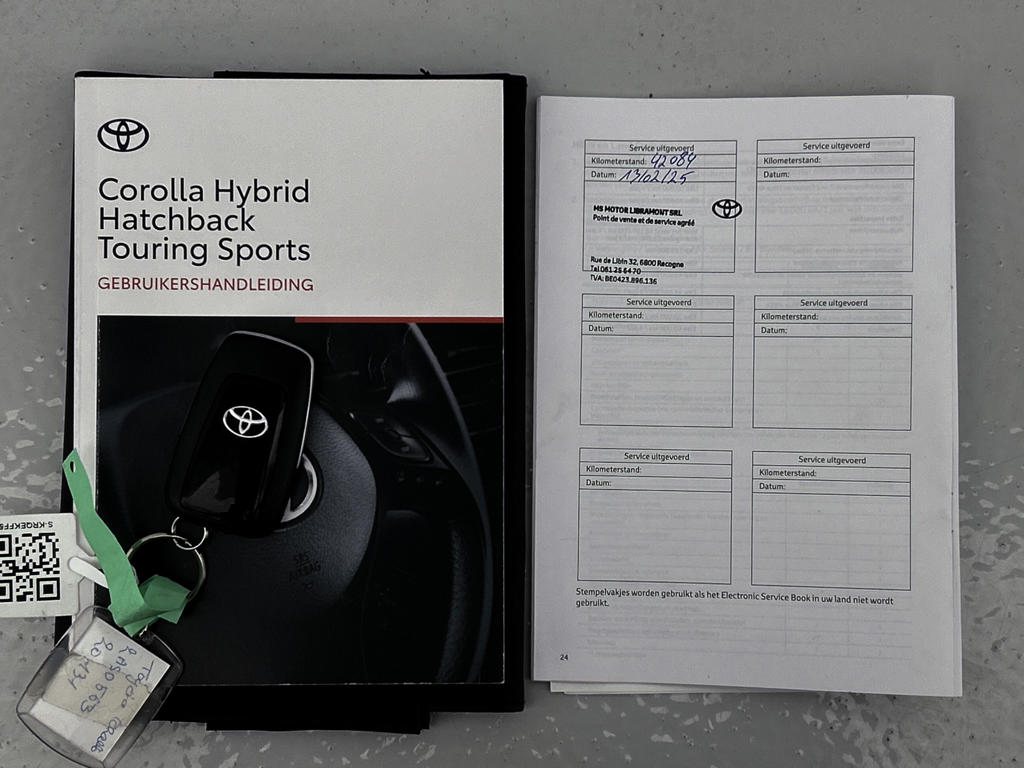 Corolla Hybrid
Hatchback
Touring Sports
GEBRUIKERSHANDLEIDING
SRS
AIRBAG
Service uitgevoerd
Kilometerstand: 42084
Datum: 13/02/25
MS MOTOR LIBRAMONT SRL
Point de vente et de service agréé
Rue de Libin 32, 6800 Recogne
Tel 061 25 64 70
TVA: BE0423.896.136
Service uitgevoerd
Kilometerstand:
Datum:
Service uitgevoerd
Kilometerstand:
Datum:
Service uitgevoerd
Kilometerstand:
Datum:
Service uitgevoerd
Kilometerstand:
Datum:
Service uitgevoerd
Kilometerstand:
Datum:
Stempelvakjes worden gebruikt als het Electronic Service Book in uw land niet wordt
gebruikt.
24